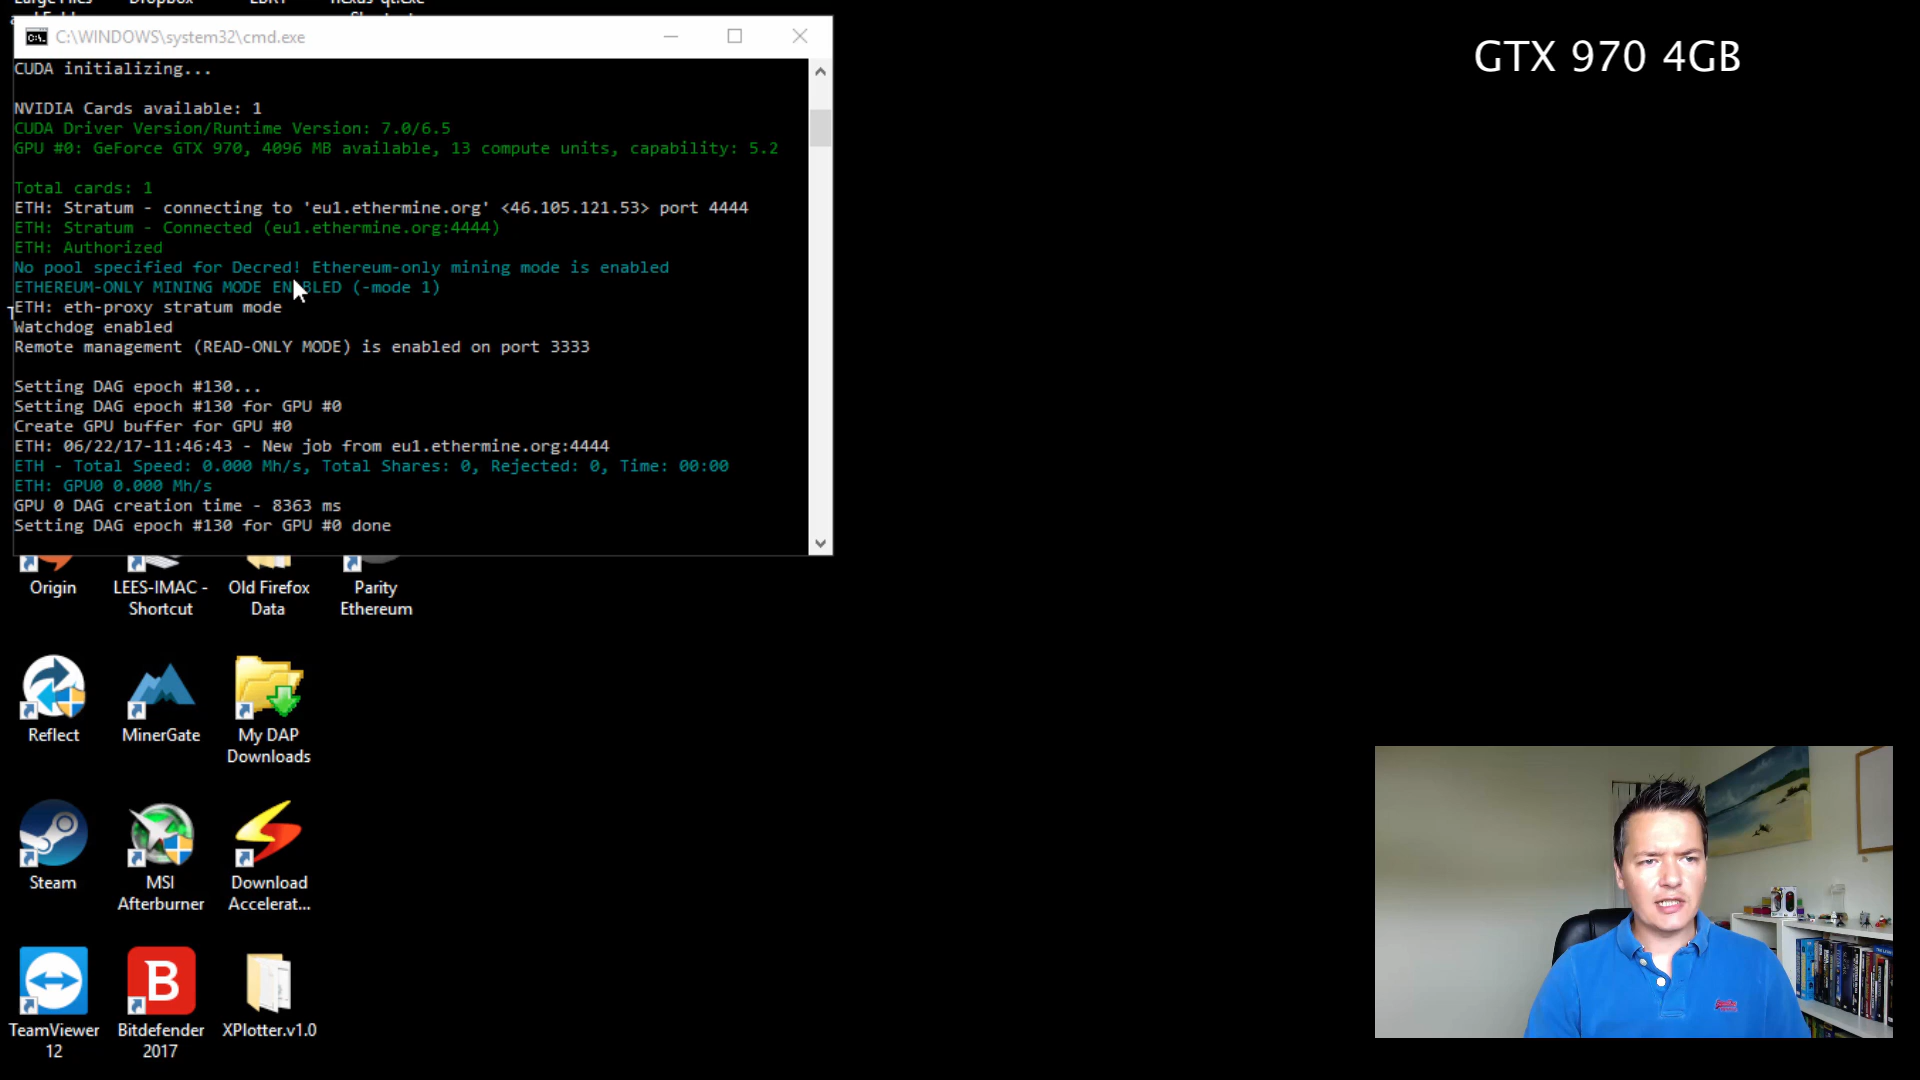 Large Files
Dropbox
nexus-qt.exe
C:\WINDOWS\system32\cmd.exe
GTX 970 4GB
CUDA initializing...
NVIDIA Cards available: 1
CUDA Driver Version/Runtime Version: 7.0/6.5
GPU #0: GeForce GTX 970, 4096 MB available, 13 compute units, capability: 5.2
Total cards: 1
ETH: Stratum - connecting to 'eu1.ethermine.org' <46.105.121.53> port 4444
ETH: Stratum - Connected (eu1.ethermine.org:4444)
ETH: Authorized
No pool specified for Decred! Ethereum-only mining mode is enabled
ETHEREUM-ONLY MINING MODE ENABLED (-mode 1)
ETH: eth-proxy stratum mode
Watchdog enabled
Remote management (READ-ONLY MODE) is enabled on port 3333
Setting DAG epoch #130...
Setting DAG epoch #130 for GPU #0
Create GPU buffer for GPU #0
ETH: 06/22/17-11:46:43 - New job from eu1.ethermine.org:4444
ETH - Total Speed: 0.000 Mh/s, Total Shares: 0, Rejected: 0, Time: 00:00
ETH: GPU0 0.000 Mh/s
GPU 0 DAG creation time - 8363 ms
Setting DAG epoch #130 for GPU #0 done
Origin
LEES-IMAC -
Shortcut
Old Firefox
Data
Parity
Ethereum
Reflect
MinerGate
My DAP
Downloads
Steam
MSI
Afterburner
Download
Accelerat...
TeamViewer
12
Bitdefender
2017
XPlotter.v1.0